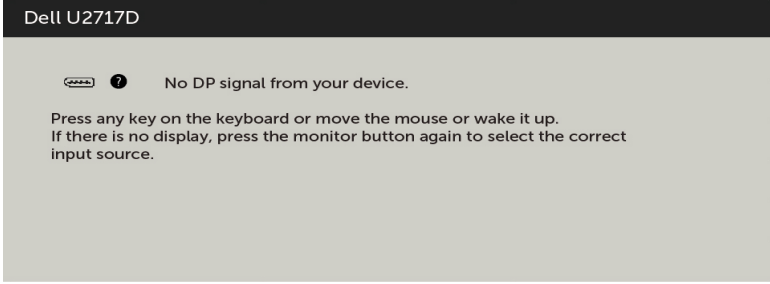 Dell U2717D
? No DP signal from your device.
Press any key on the keyboard or move the mouse or wake it up.
If there is no display, press the monitor button again to select the correct
input source.